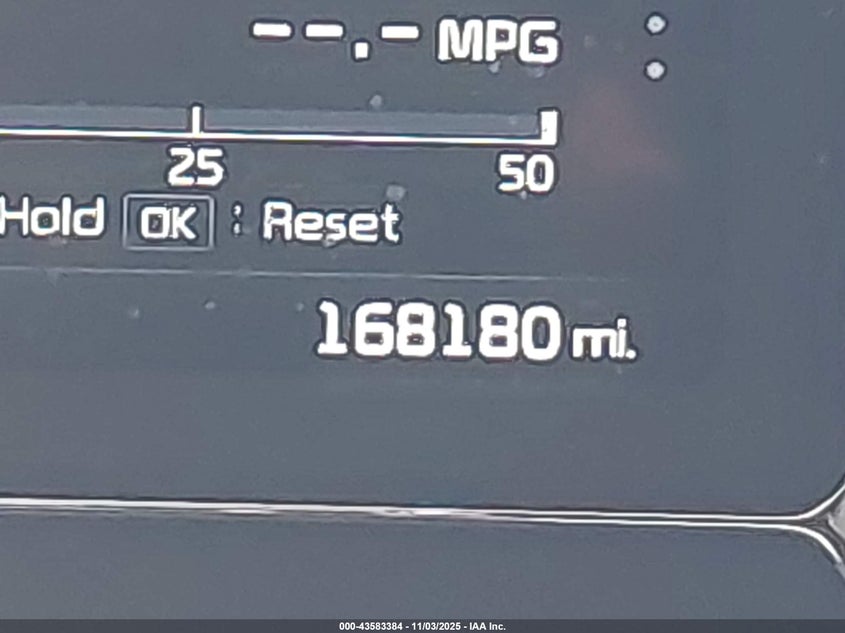 --.- MPG
25 50
Hold OK : Reset
168180 mi.
000-43583384 - 11/03/2025 - IAA Inc.